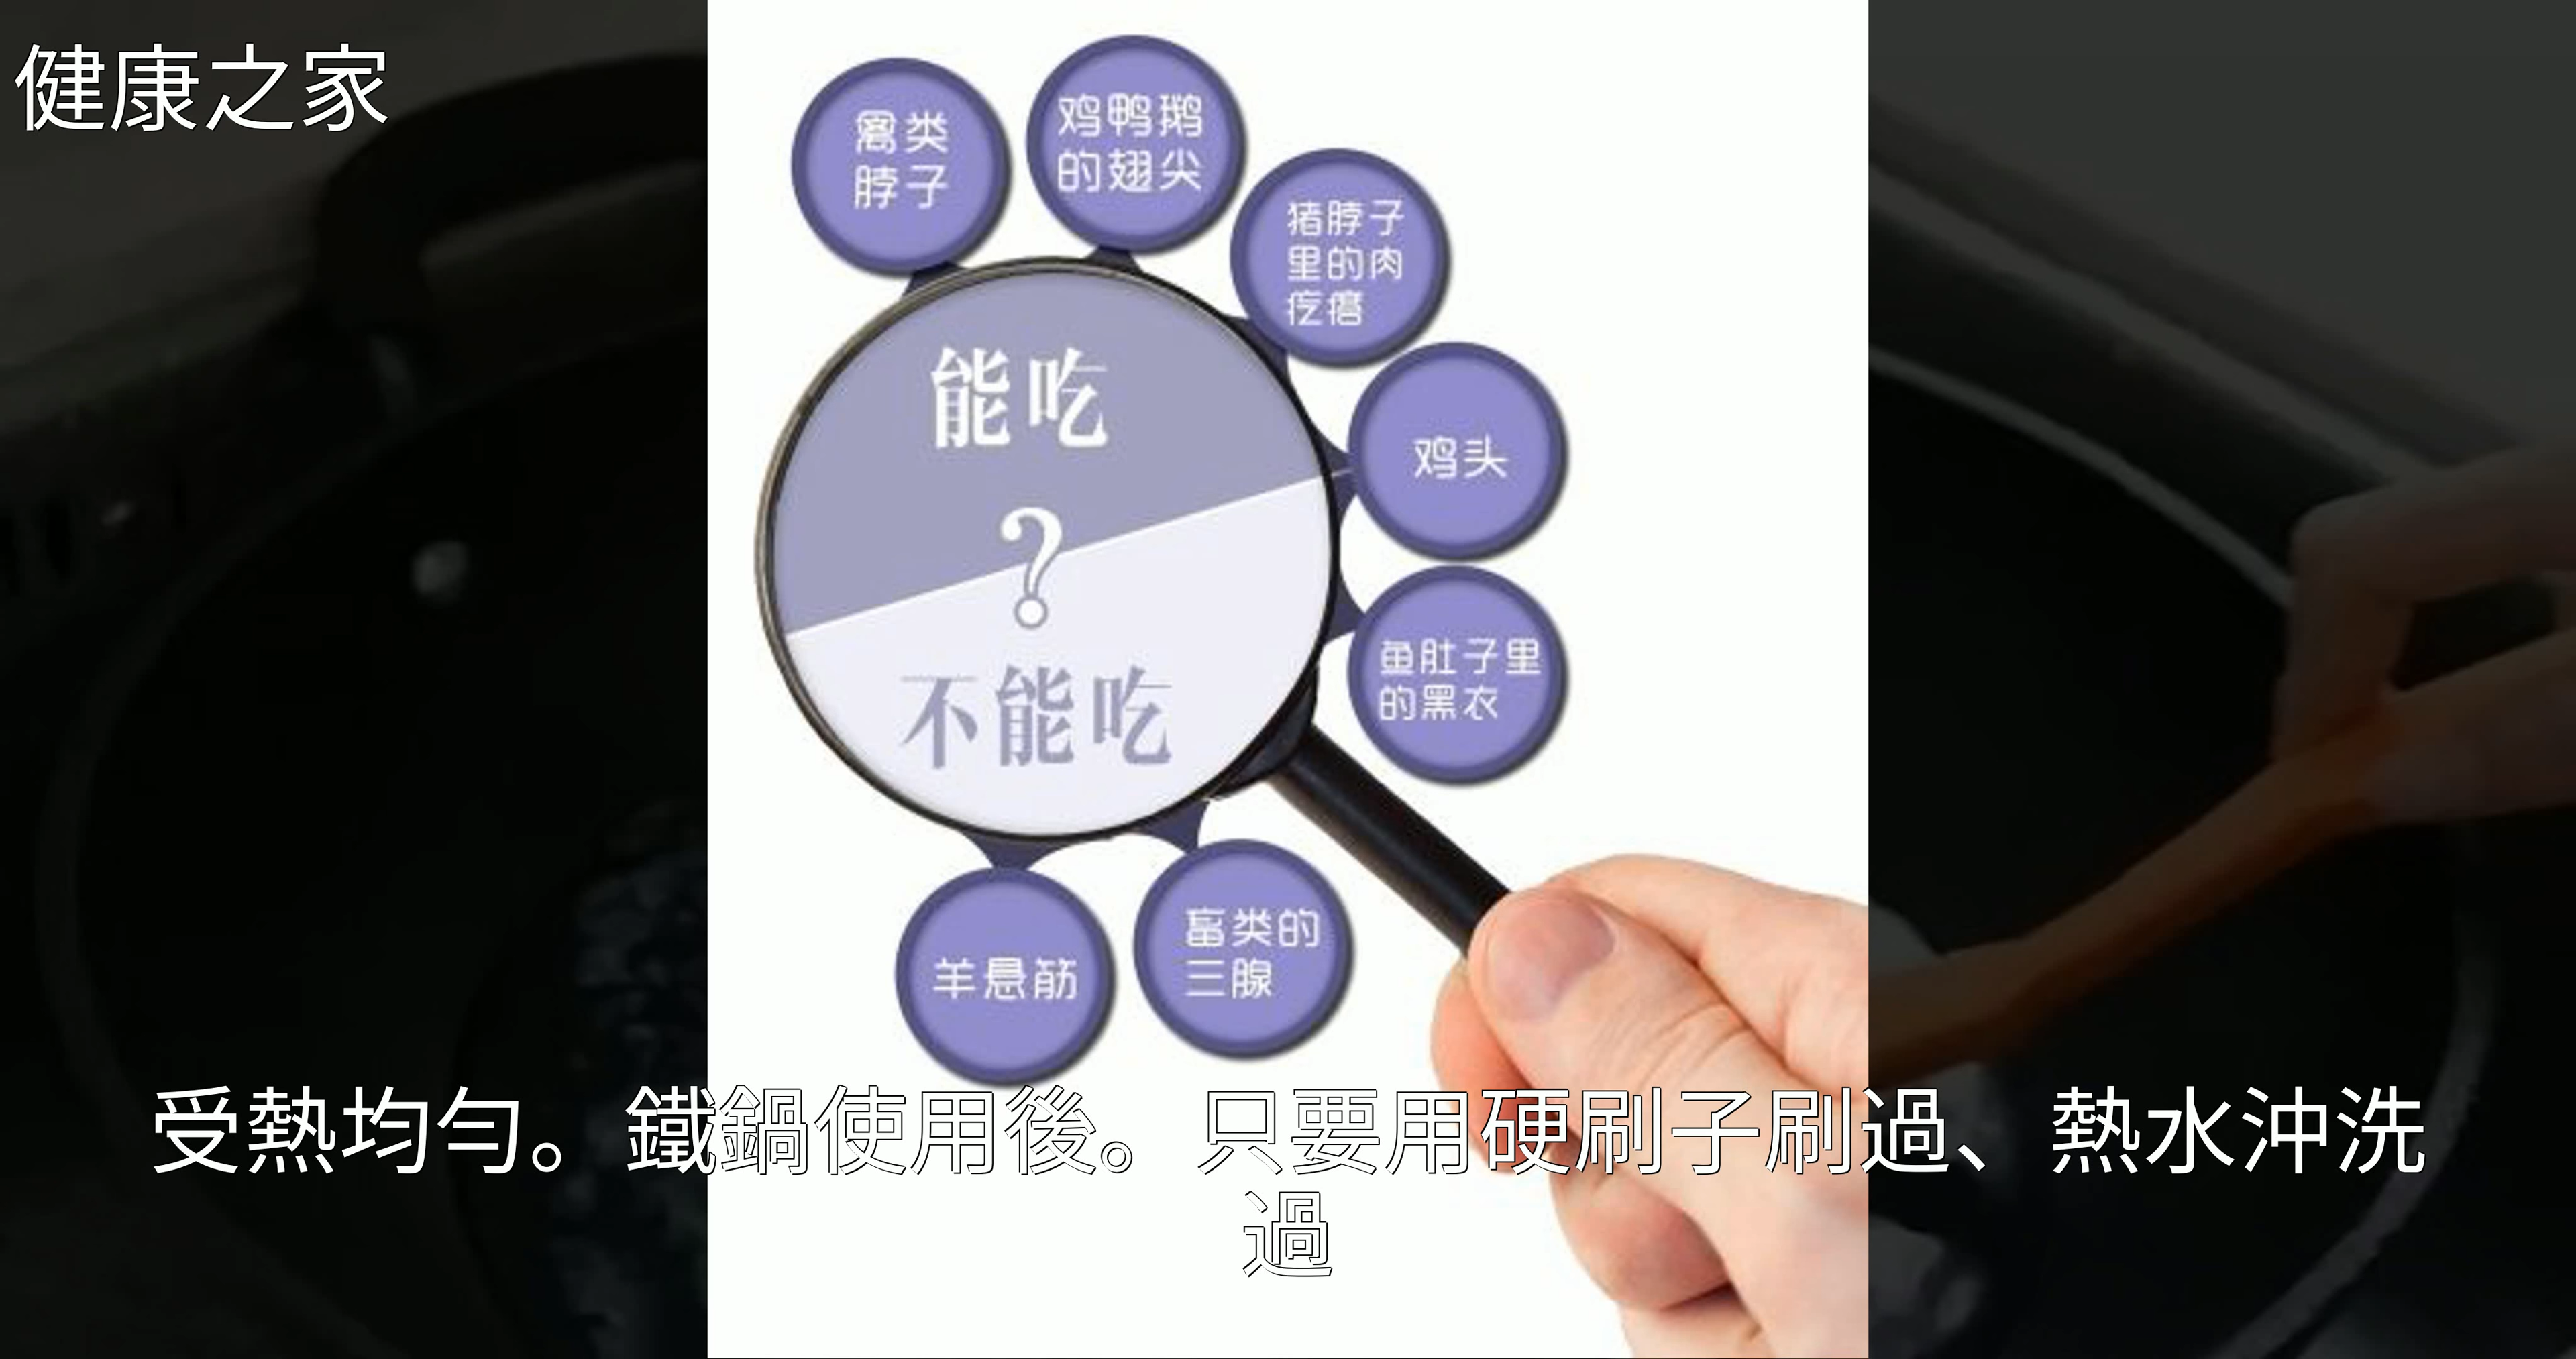 健康之家
禽类
脖子
鸡鸭鹅
的翅尖
猪脖子
里的肉
疙瘩
鸡头
鱼肚子里
的黑衣
能吃
?
不能吃
羊悬筋
畜类的
三腺
受熱均勻。鐵鍋使用後。只要用硬刷子刷過、熱水沖洗
過